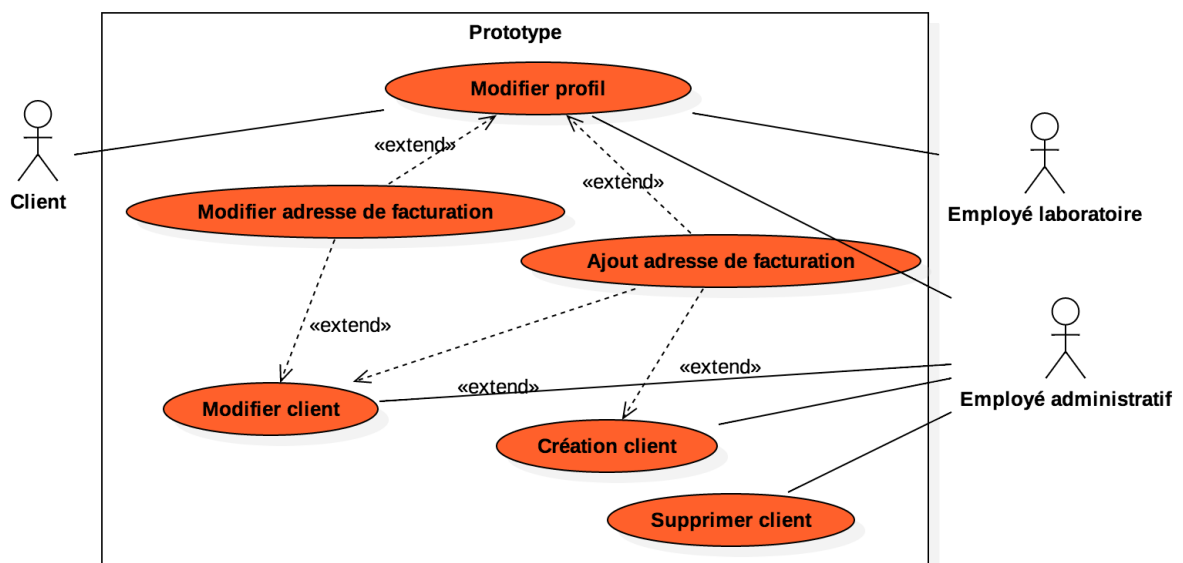 Prototype
Modifier profil
«extend»
«extend»
Client
Modifier adresse de facturation
Employé laboratoire
Ajout adresse de facturation
«extend»
«extend»
«extend»
Modifier client
Employé administratif
Création client
Supprimer client